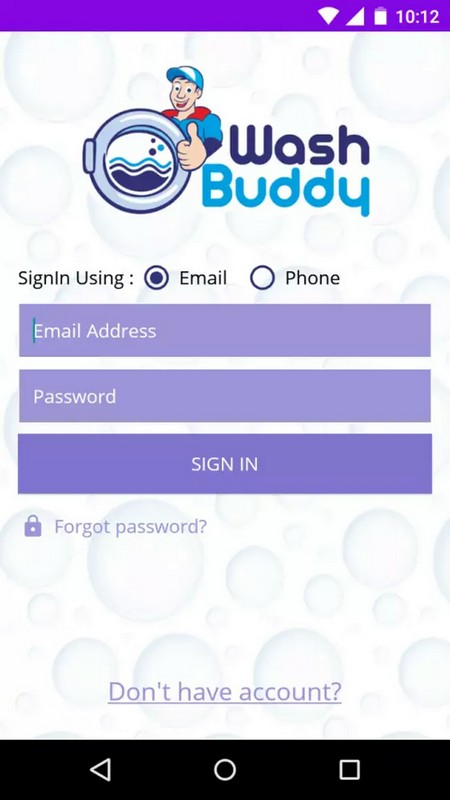 10:12
Wash
Buddy
SignIn Using : Email Phone
Email Address
Password
SIGN IN
Forgot password?
Don't have account?